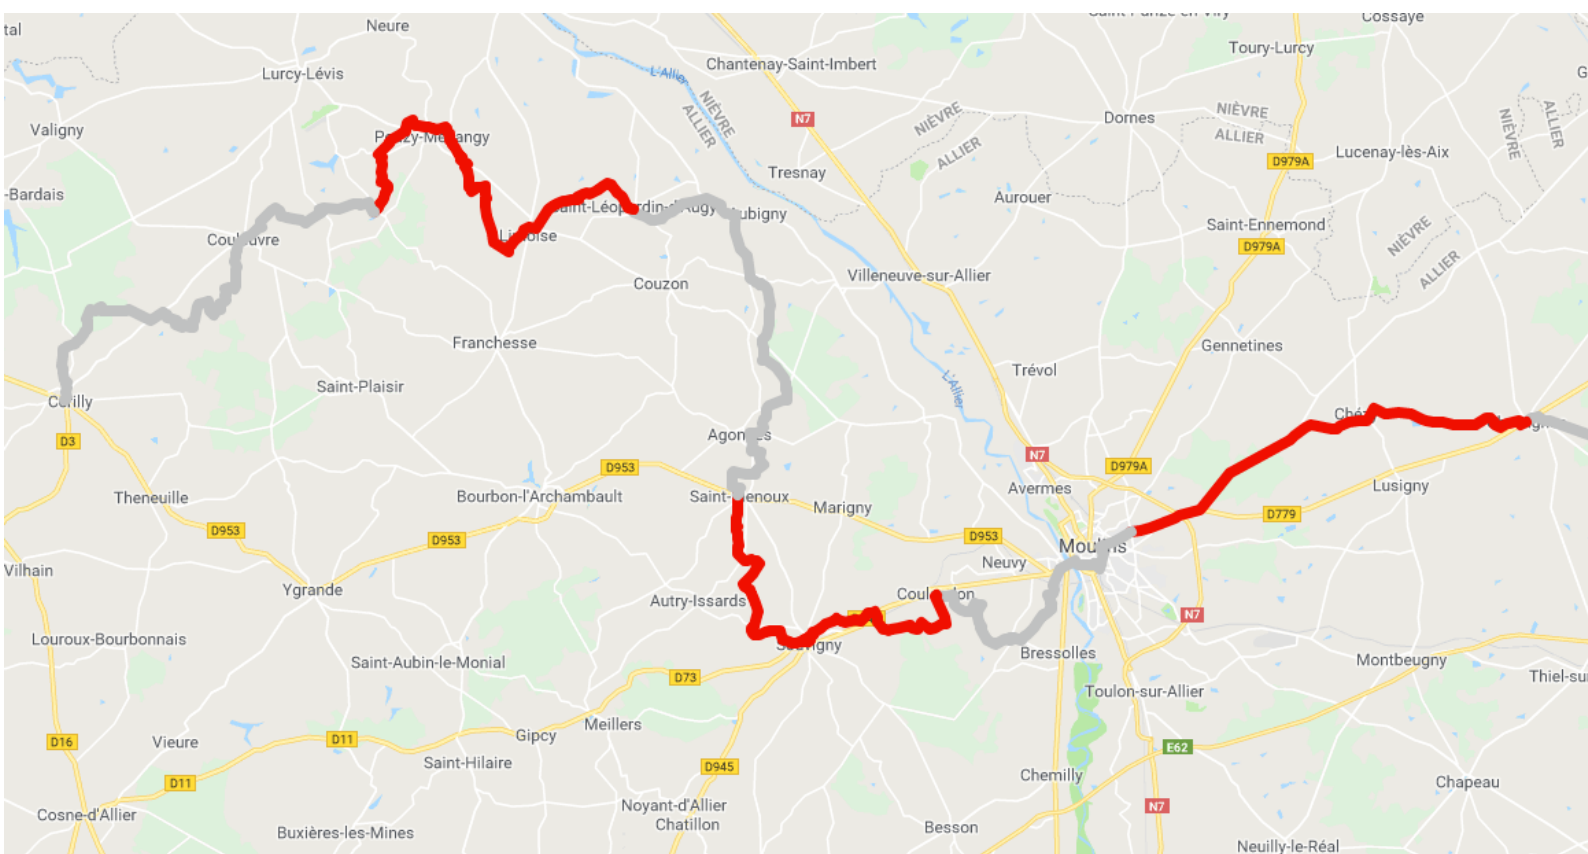 Neure
Cossaye
tal
Lurcy-Lévis
L'Allier
Chantenay-Saint-Imbert
Toury-Lurcy
NIÈVRE
ALLIER
N7
NIÈVRE
ALLIER
Dornes
NIÈVRE
ALLIER
NIÈVRE
ALLIER
Valigny
D979A
Lucenay-lès-Aix
-Bardais
Tresnay
Aurouer
Saint-Ennemond
D979A
NIÈVRE
ALLIER
Couzon
Villeneuve-sur-Allier
Franchesse
Gennetines
Saint-Plaisir
Trévol
L'Allier
D3
D953
N7
D979A
Theneuille
Bourbon-l'Archambault
Marigny
Avermes
Lusigny
D779
D953
D953
D953
Neuvy
Vilhain
Ygrande
Autry-Issards
N7
Louroux-Bourbonnais
Saint-Aubin-le-Monial
Bressolles
Montbeugny
D73
Thiel-su
Toulon-sur-Allier
Meillers
D16
Vieure
D11
Gipcy
E62
Saint-Hilaire
D945
Chemilly
D11
Chapeau
Cosne-d'Allier
Noyant-d'Allier
Chatillon
N7
Buxières-les-Mines
Besson
Neuilly-le-Réal